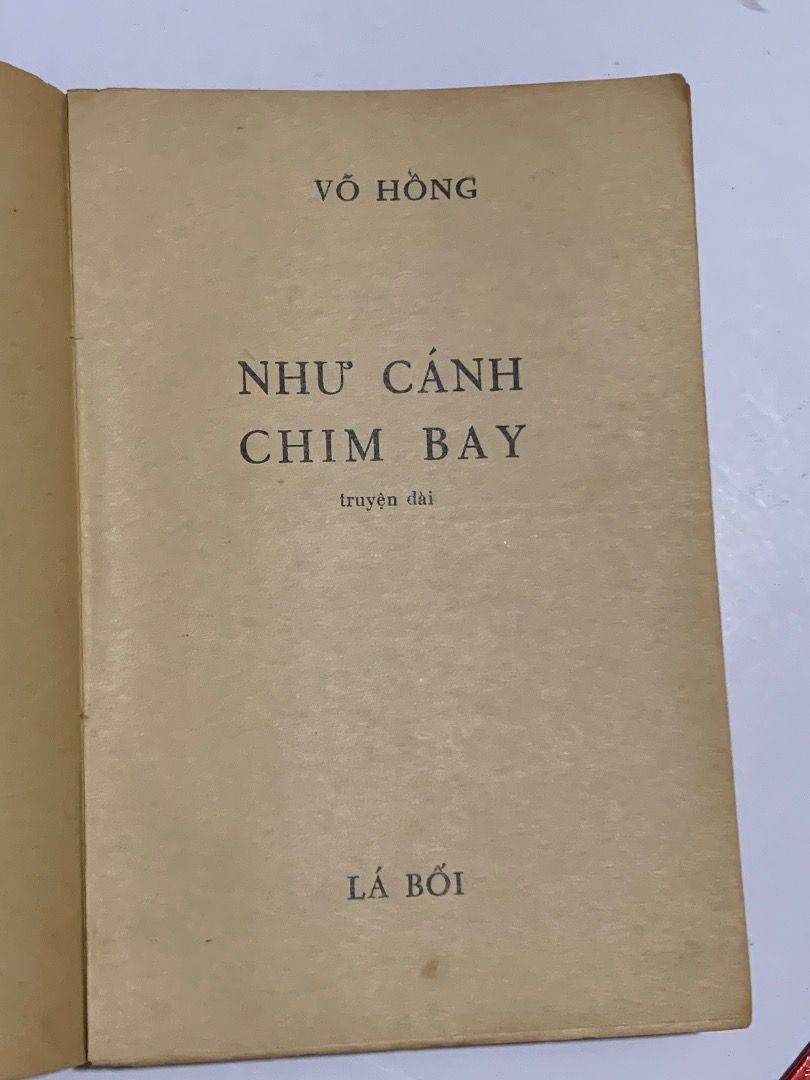 VÕ HỒNG
NHƯ CÁNH
CHIM BAY
truyện dài
LÁ BỐI